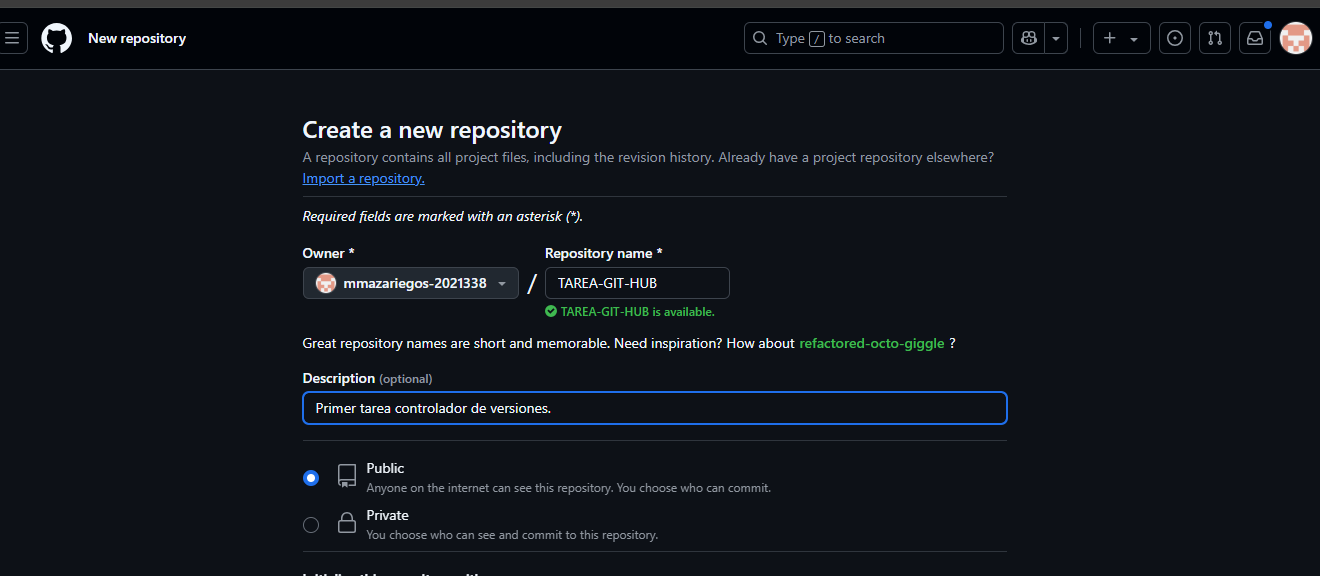 New repository
Type / to search
Create a new repository
A repository contains all project files, including the revision history. Already have a project repository elsewhere?
Import a repository.
Required fields are marked with an asterisk (*).
Owner *
Repository name *
mmazariegos-2021338 / TAREA-GIT-HUB
TAREA-GIT-HUB is available.
Great repository names are short and memorable. Need inspiration? How about refactored-octo-giggle ?
Description (optional)
Primer tarea controlador de versiones.
Public
Anyone on the internet can see this repository. You choose who can commit.
Private
You choose who can see and commit to this repository.